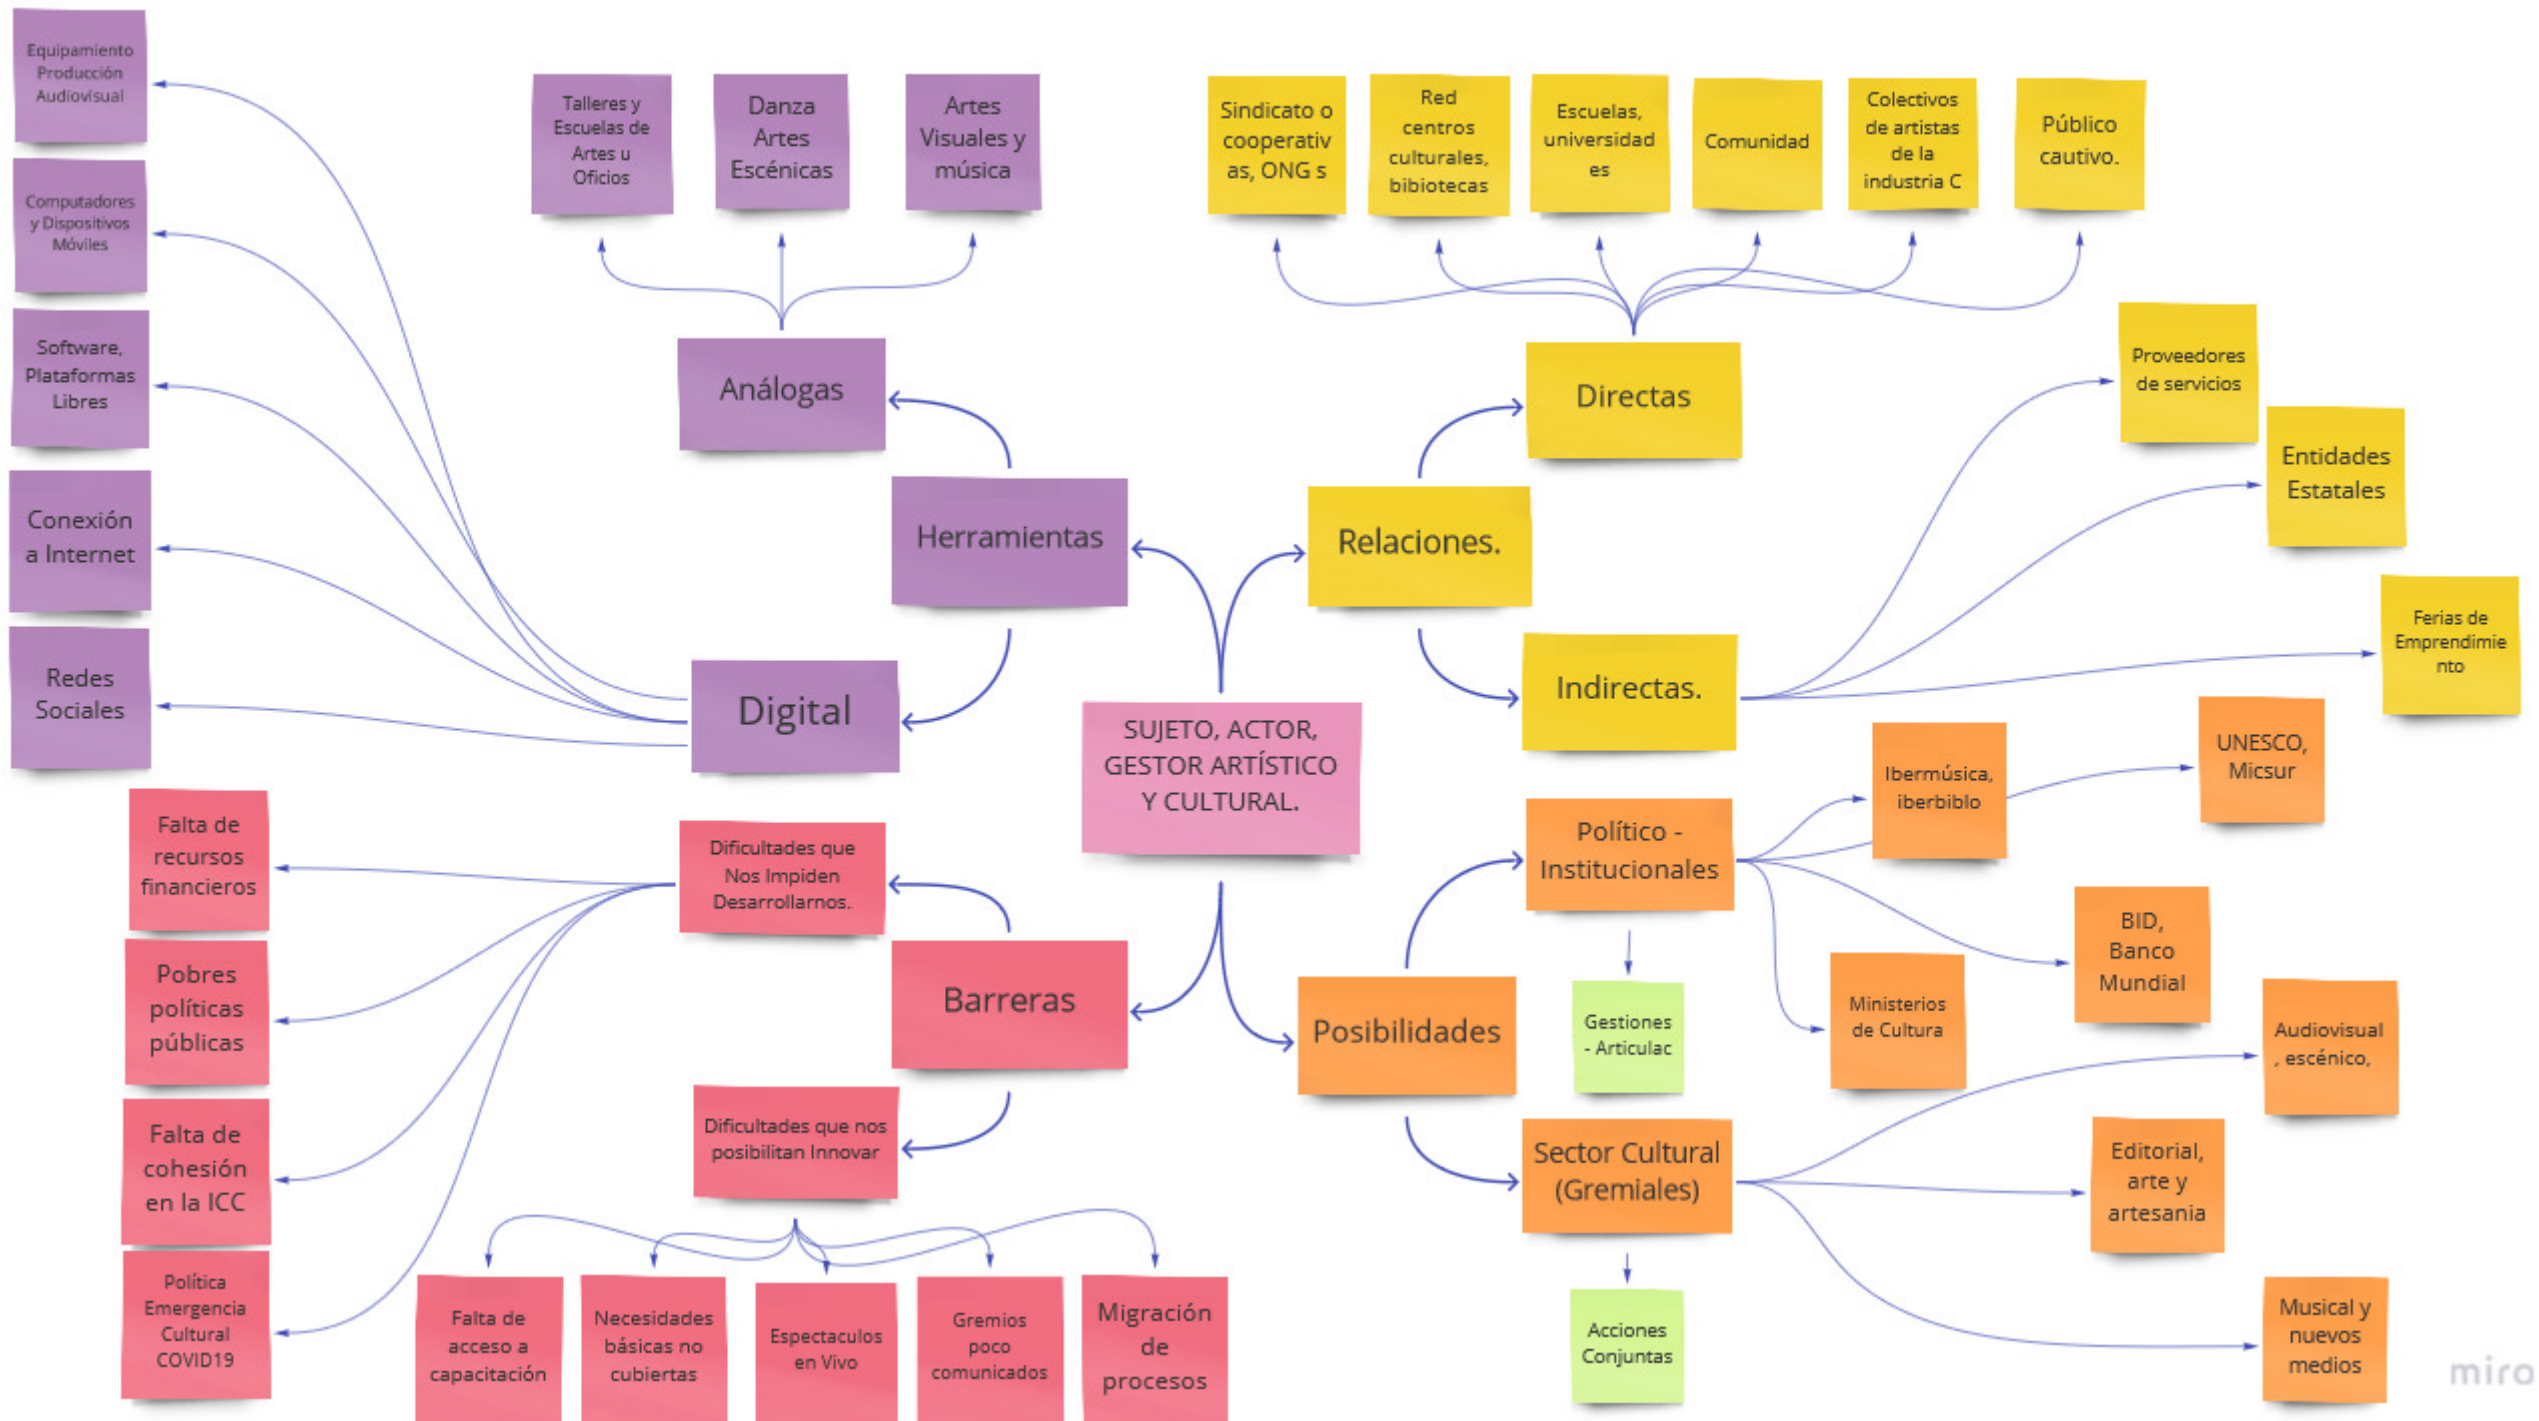 Equipamiento
Producción
Audiovisual
Computadores
y Dispositivos
Móviles
Software,
Plataformas
Libres
Conexión
a Internet
Redes
Sociales
Talleres y
Escuelas de
Artes u
Oficios
Danza
Artes
Escénicas
Artes
Visuales y
música
Análogas
Herramientas
Digital
Sindicato o
cooperativ
as, ONG s
Red
centros
culturales,
bibiotecas
Escuelas,
universidad
es
Comunidad
Colectivos
de artistas
de la
industria C
Público
cautivo.
Directas
Relaciones.
Indirectas.
Proveedores
de servicios
Entidades
Estatales
Ferias de
Emprendimie
nto
SUJETO, ACTOR,
GESTOR ARTÍSTICO
Y CULTURAL.
Falta de
recursos
financieros
Pobres
políticas
públicas
Falta de
cohesión
en la ICC
Política
Emergencia
Cultural
COVID19
Dificultades que
Nos Impiden
Desarrollarnos.
Barreras
Dificultades que nos
posibilitan Innovar
Falta de
acceso a
capacitación
Necesidades
básicas no
cubiertas
Espectaculos
en Vivo
Gremios
poco
comunicados
Migración
de
procesos
Posibilidades
Político -
Institucionales
Ibermúsica,
iberbiblo
UNESCO,
Micsur
BID,
Banco
Mundial
Ministerios
de Cultura
Gestiones
- Articulac
Sector Cultural
(Gremiales)
Audiovisual
, escénico,
Editorial,
arte y
artesania
Musical y
nuevos
medios
Acciones
Conjuntas
miro